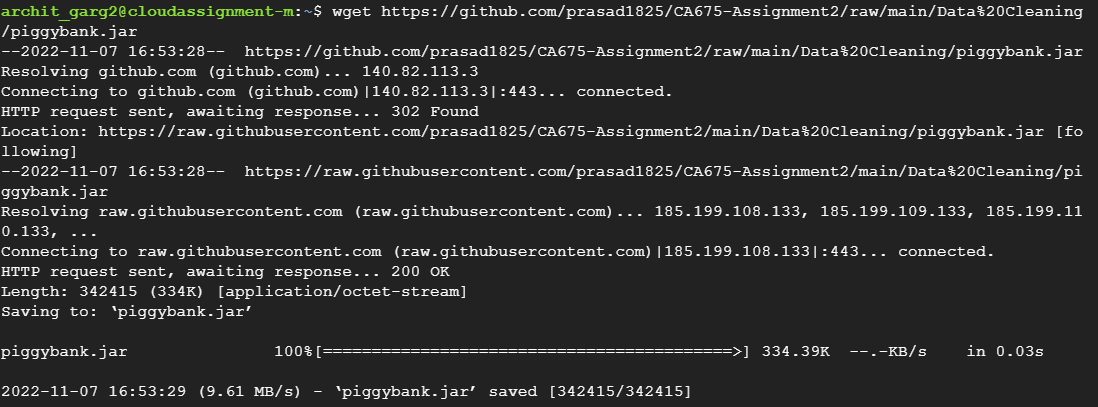 archit_garg2@cloudassignment-m:~$ wget https://github.com/prasad1825/CA675-Assignment2/raw/main/Data%20Cleaning
/piggybank.jar
--2022-11-07 16:53:28--  https://github.com/prasad1825/CA675-Assignment2/raw/main/Data%20Cleaning/piggybank.jar
Resolving github.com (github.com)... 140.82.113.3
Connecting to github.com (github.com)|140.82.113.3|:443... connected.
HTTP request sent, awaiting response... 302 Found
Location: https://raw.githubusercontent.com/prasad1825/CA675-Assignment2/main/Data%20Cleaning/piggybank.jar [fo
llowing]
--2022-11-07 16:53:28--  https://raw.githubusercontent.com/prasad1825/CA675-Assignment2/main/Data%20Cleaning/pi
ggybank.jar
Resolving raw.githubusercontent.com (raw.githubusercontent.com)... 185.199.108.133, 185.199.109.133, 185.199.11
0.133, ...
Connecting to raw.githubusercontent.com (raw.githubusercontent.com)|185.199.108.133|:443... connected.
HTTP request sent, awaiting response... 200 OK
Length: 342415 (334K) [application/octet-stream]
Saving to: ‘piggybank.jar’
piggybank.jar               100%[==========================================>] 334.39K  --.-KB/s    in 0.03s
2022-11-07 16:53:29 (9.61 MB/s) - ‘piggybank.jar’ saved [342415/342415]